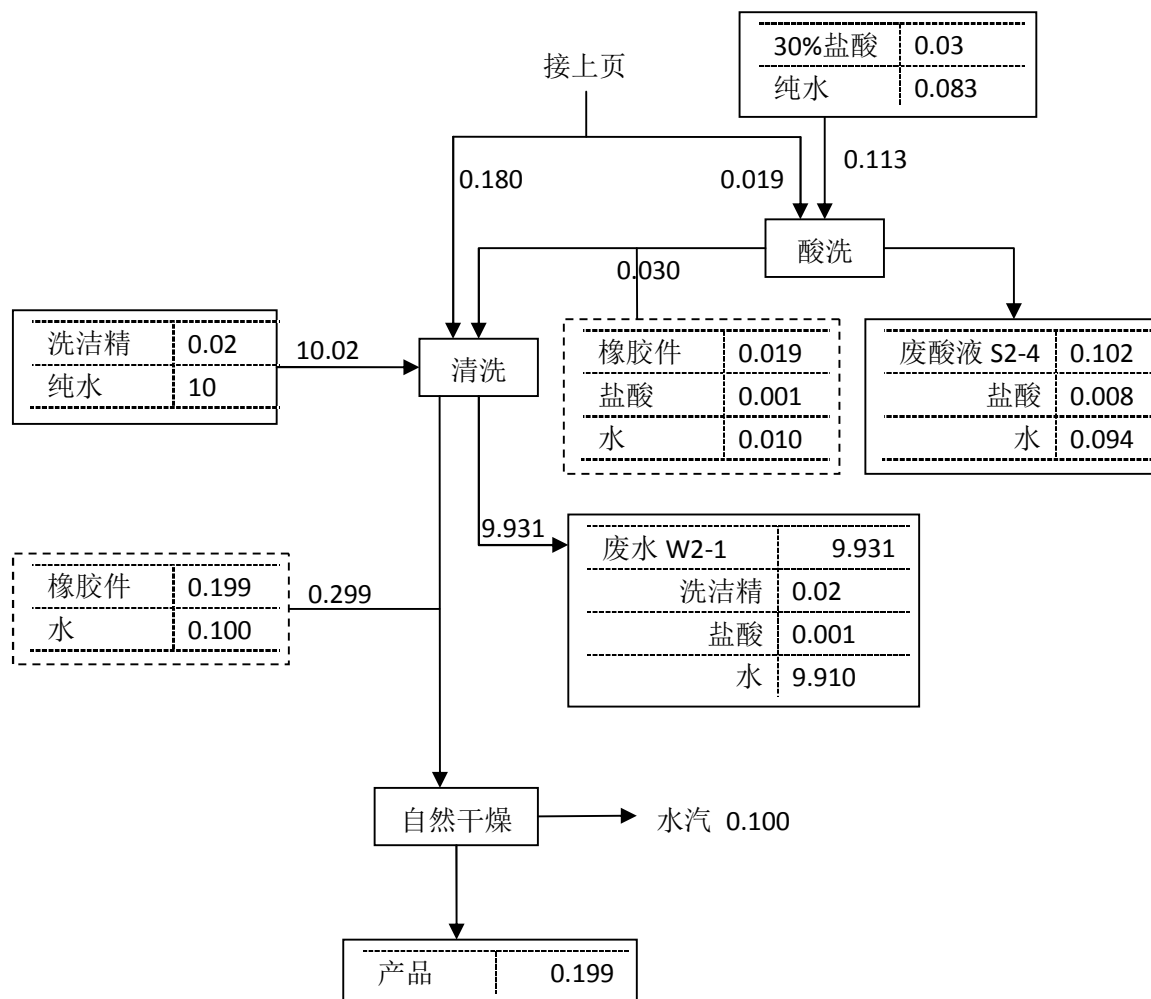 30%盐酸 0.03
纯水 0.083
接上页
0.113
0.180
0.019
酸洗
0.030
洗洁精 0.02
纯水 10
10.02
清洗
橡胶件 0.019
盐酸 0.001
水 0.010
废酸液 S2-4 0.102
盐酸 0.008
水 0.094
9.931
废水 W2-1 9.931
洗洁精 0.02
盐酸 0.001
水 9.910
橡胶件 0.199
水 0.100
0.299
自然干燥
水汽 0.100
产品 0.199